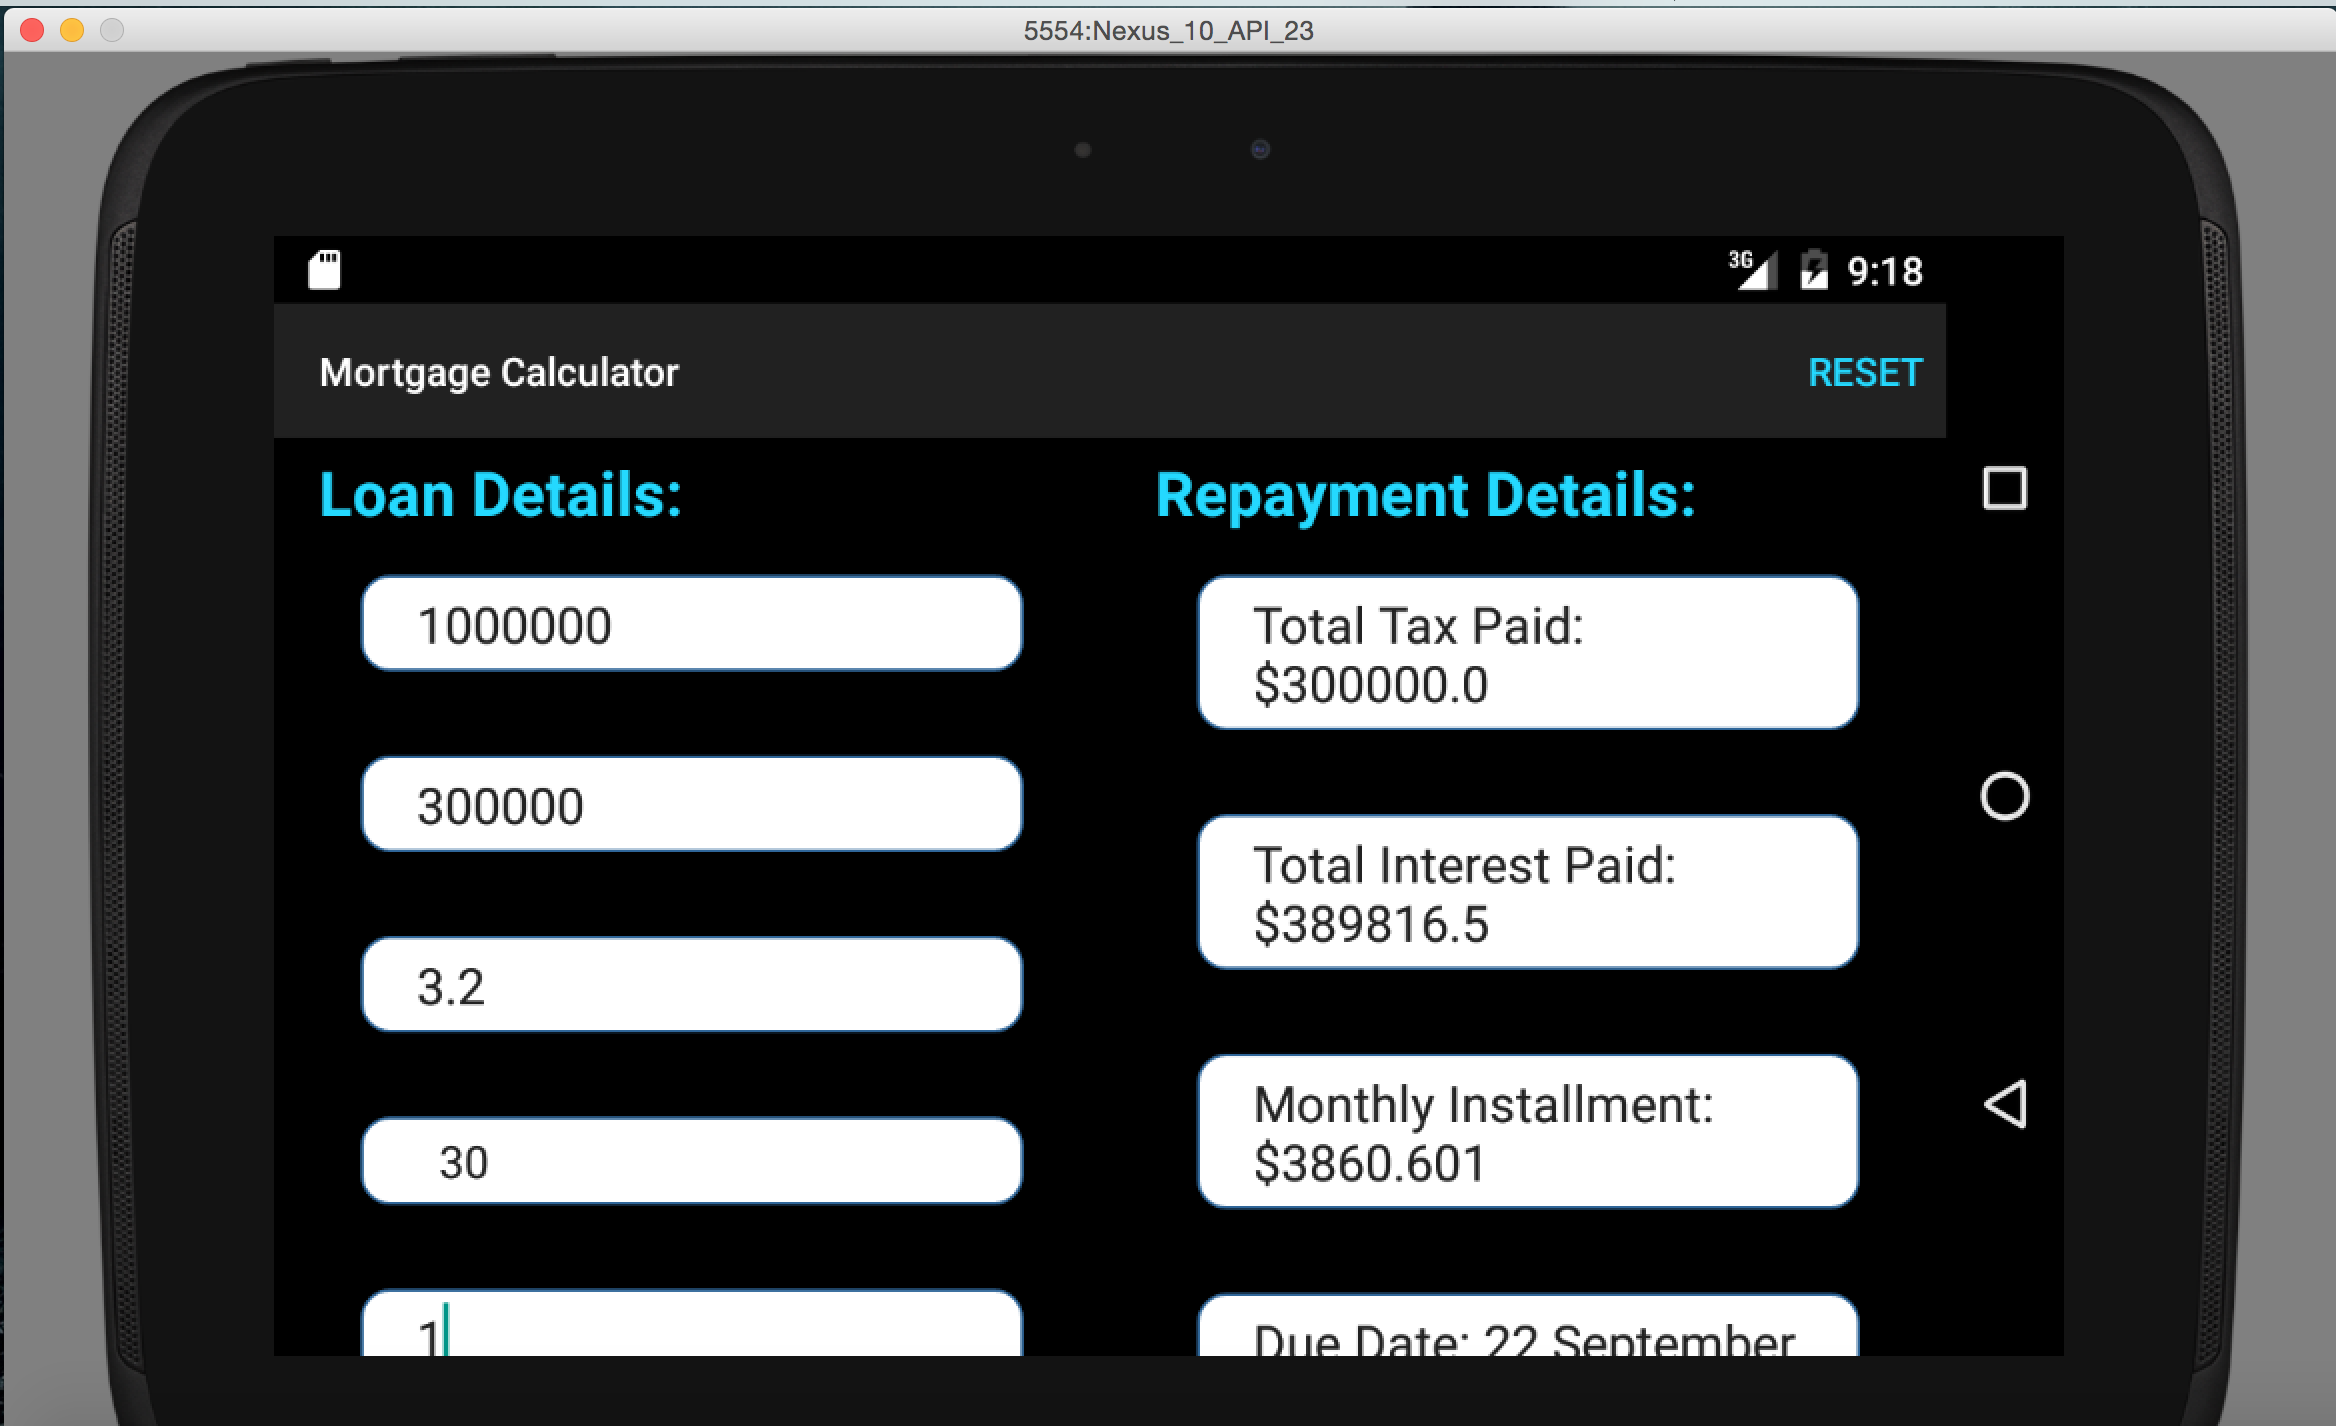 5554:Nexus_10_API_23
3G 9:18
Mortgage Calculator
RESET
Loan Details:
1000000
300000
3.2
30
1
Repayment Details:
Total Tax Paid:
$300000.0
Total Interest Paid:
$389816.5
Monthly Installment:
$3860.601
Due Date: 22 September